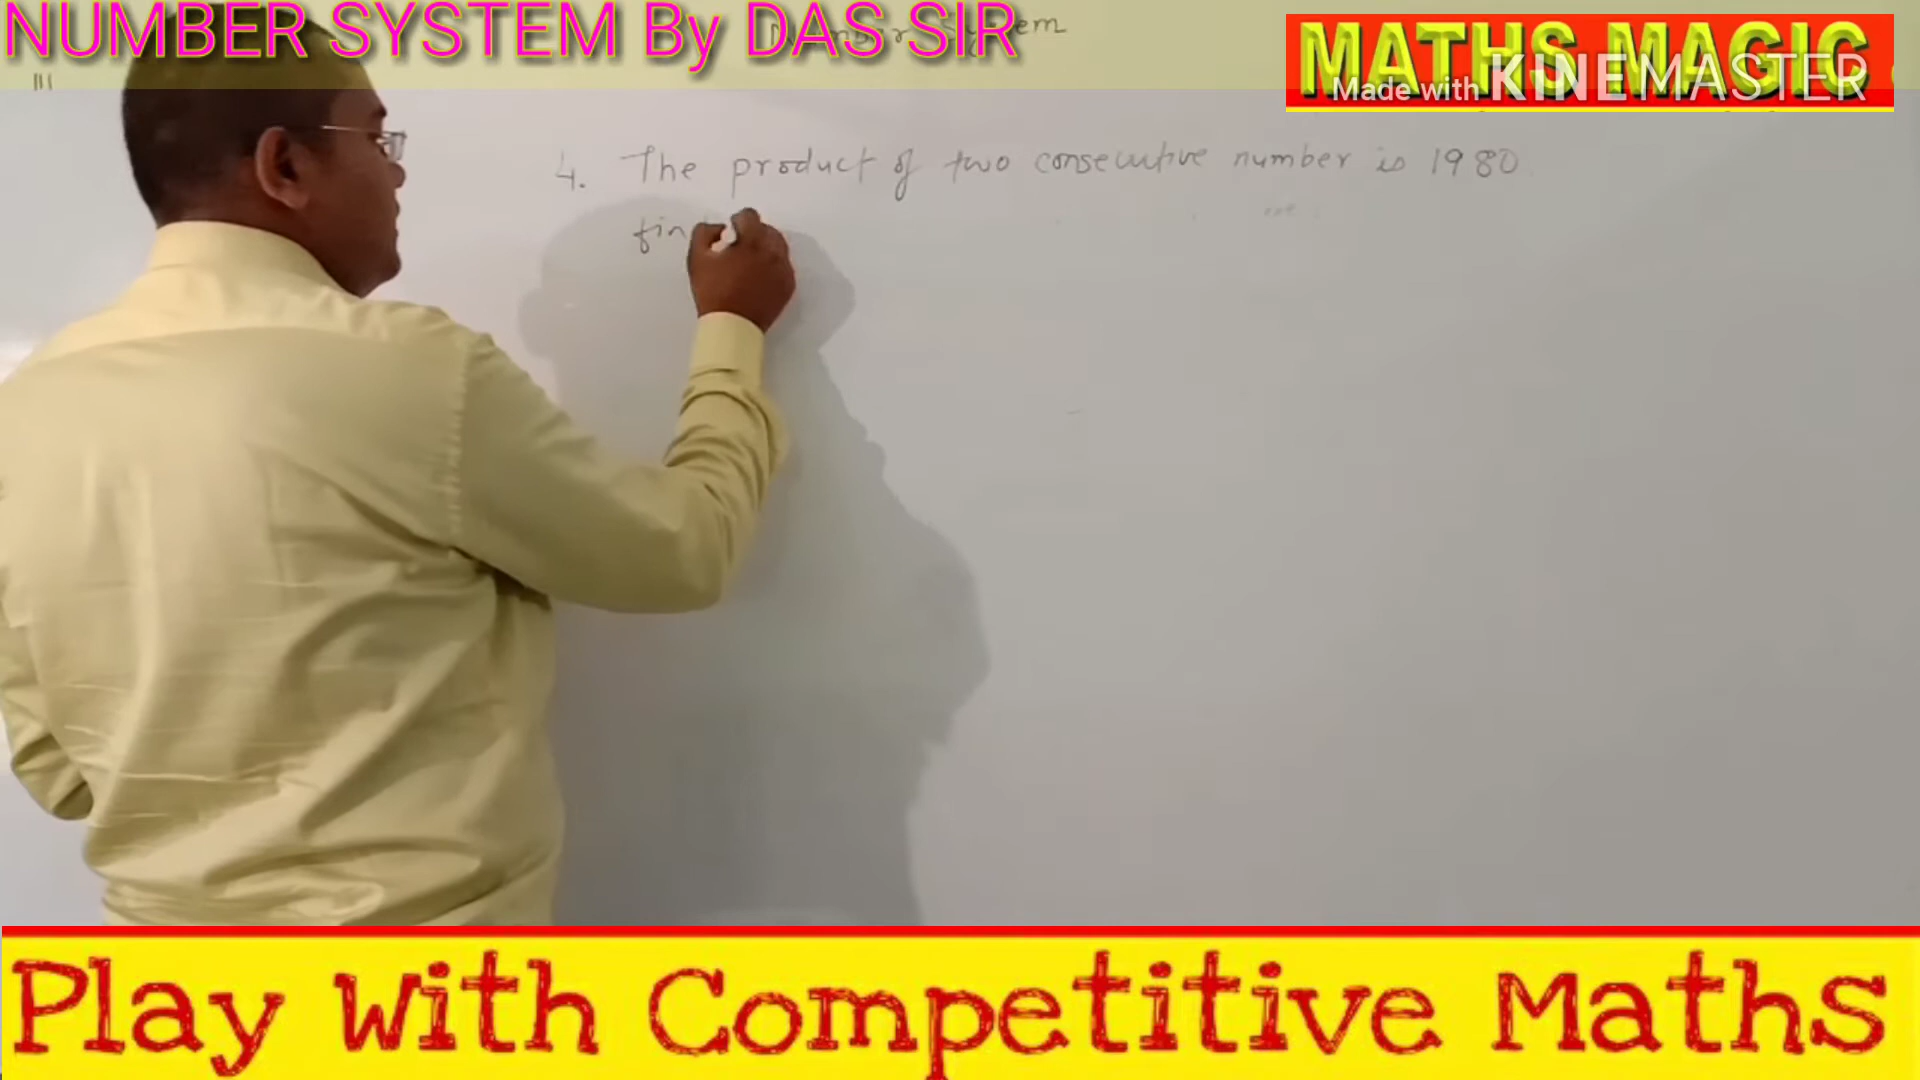 NUMBER SYSTEM By DAS SIR
MATHS MAGIC
Made with KINEMASTER
4. The product of two consecutive number is 1980
fin
Play With Competitive Maths